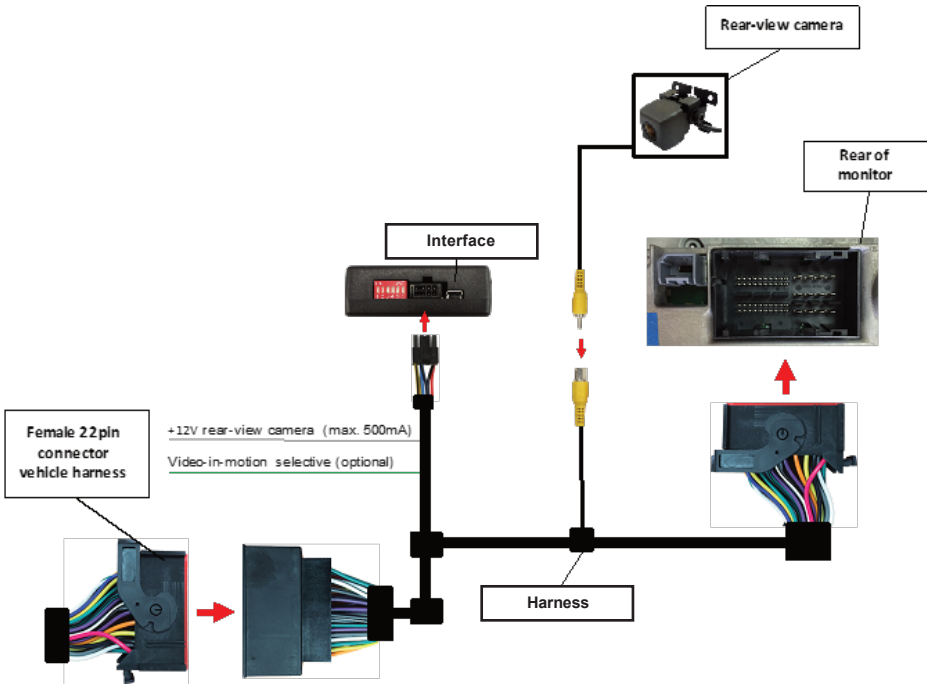 Rear-view camera
Rear of
monitor
Interface
Female 22pin
connector
vehicle harness
+12V rear-view camera (max. 500mA)
Video-in-motion selective (optional)
Harness